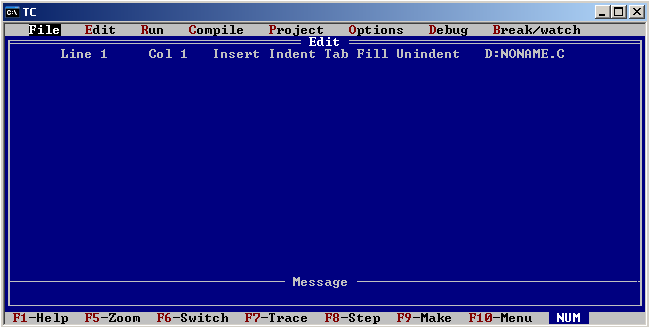 C:\ TC
File Edit Run Compile Project Options Debug Break/watch
Edit
Line 1 Col 1 Insert Indent Tab Fill Unindent D:NONAME.C
Message
F1-Help F5-Zoom F6-Switch F7-Trace F8-Step F9-Make F10-Menu NUM